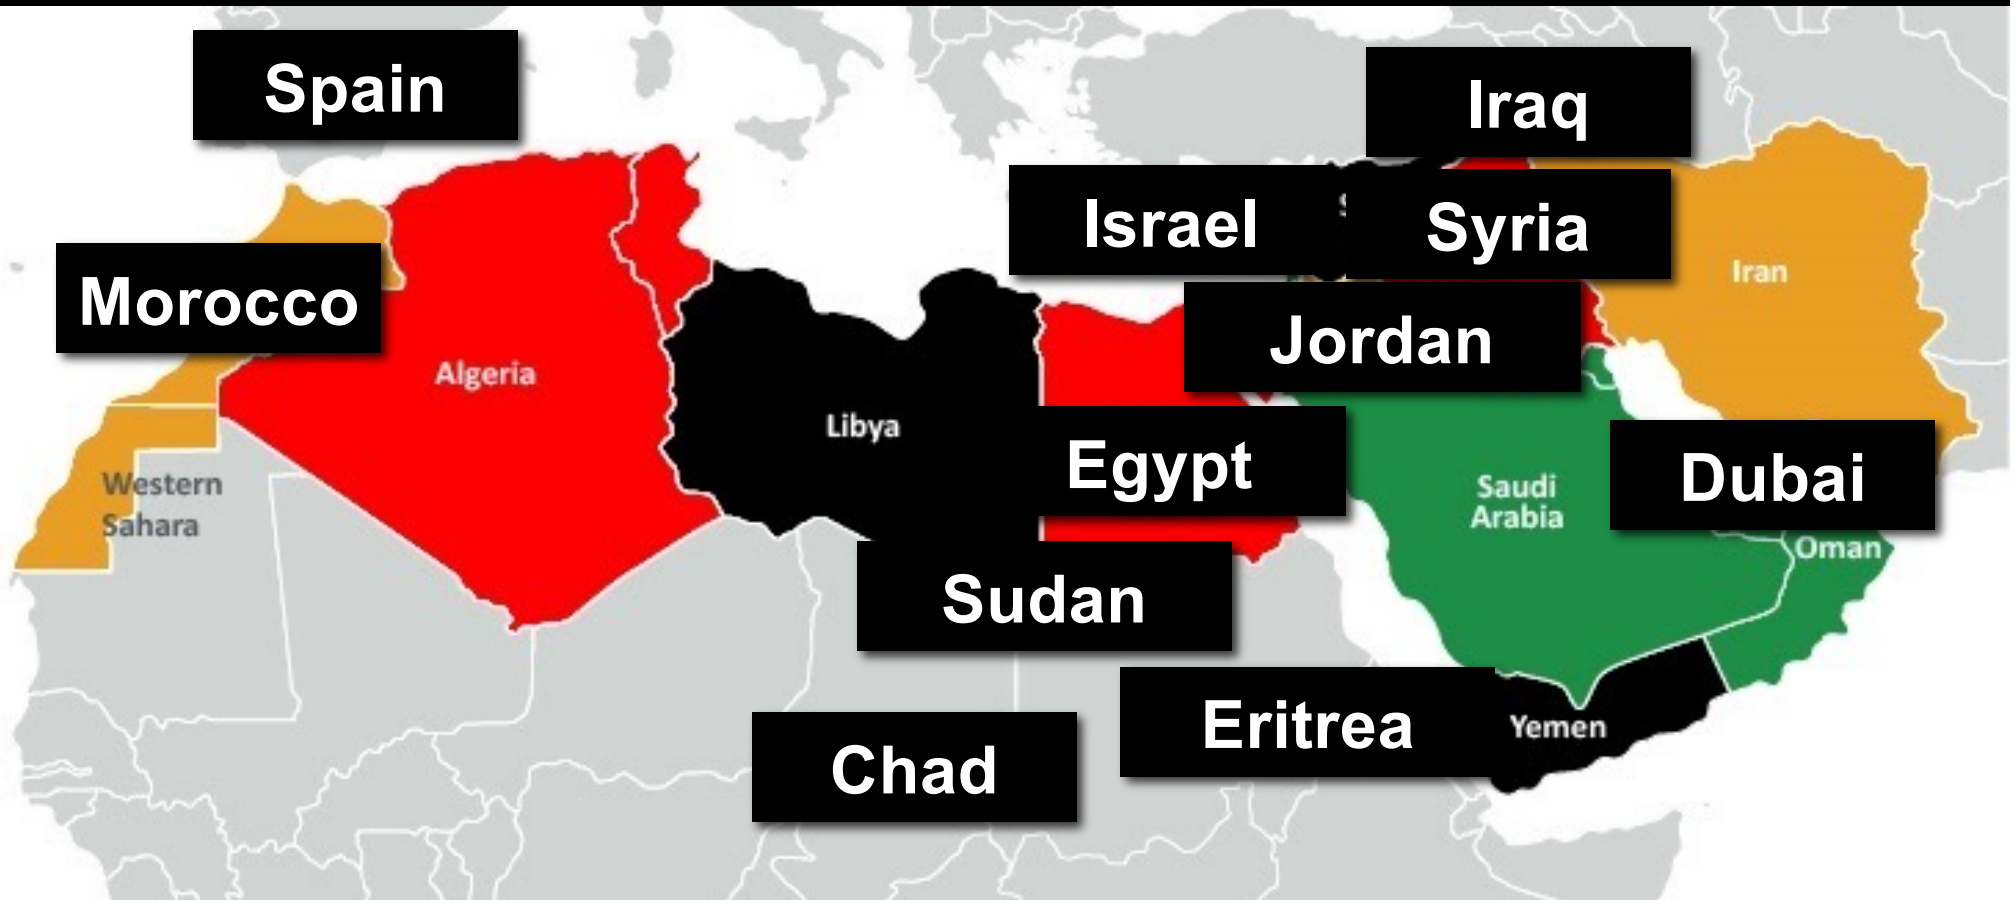 Spain
Iraq
Israel
Syria
Iran
Morocco
Jordan
Algeria
Libya
Egypt
Dubai
Western
Sahara
Saudi
Arabia
Oman
Sudan
Eritrea
Yemen
Chad